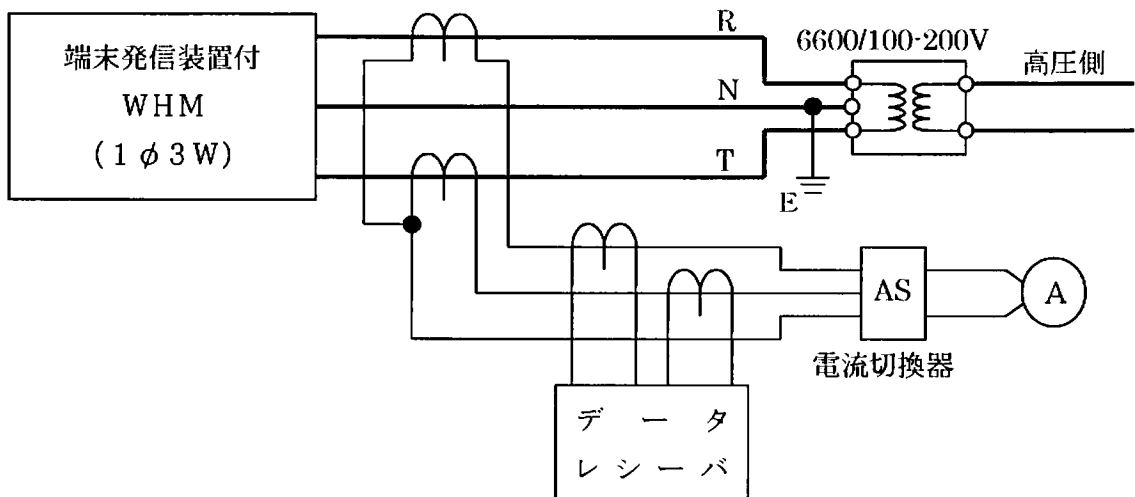 端末発信装置付
WHM
(1φ3W)
R
N
T
E
6600/100-200V
高圧側
AS
A
電流切換器
データ
レシーバ